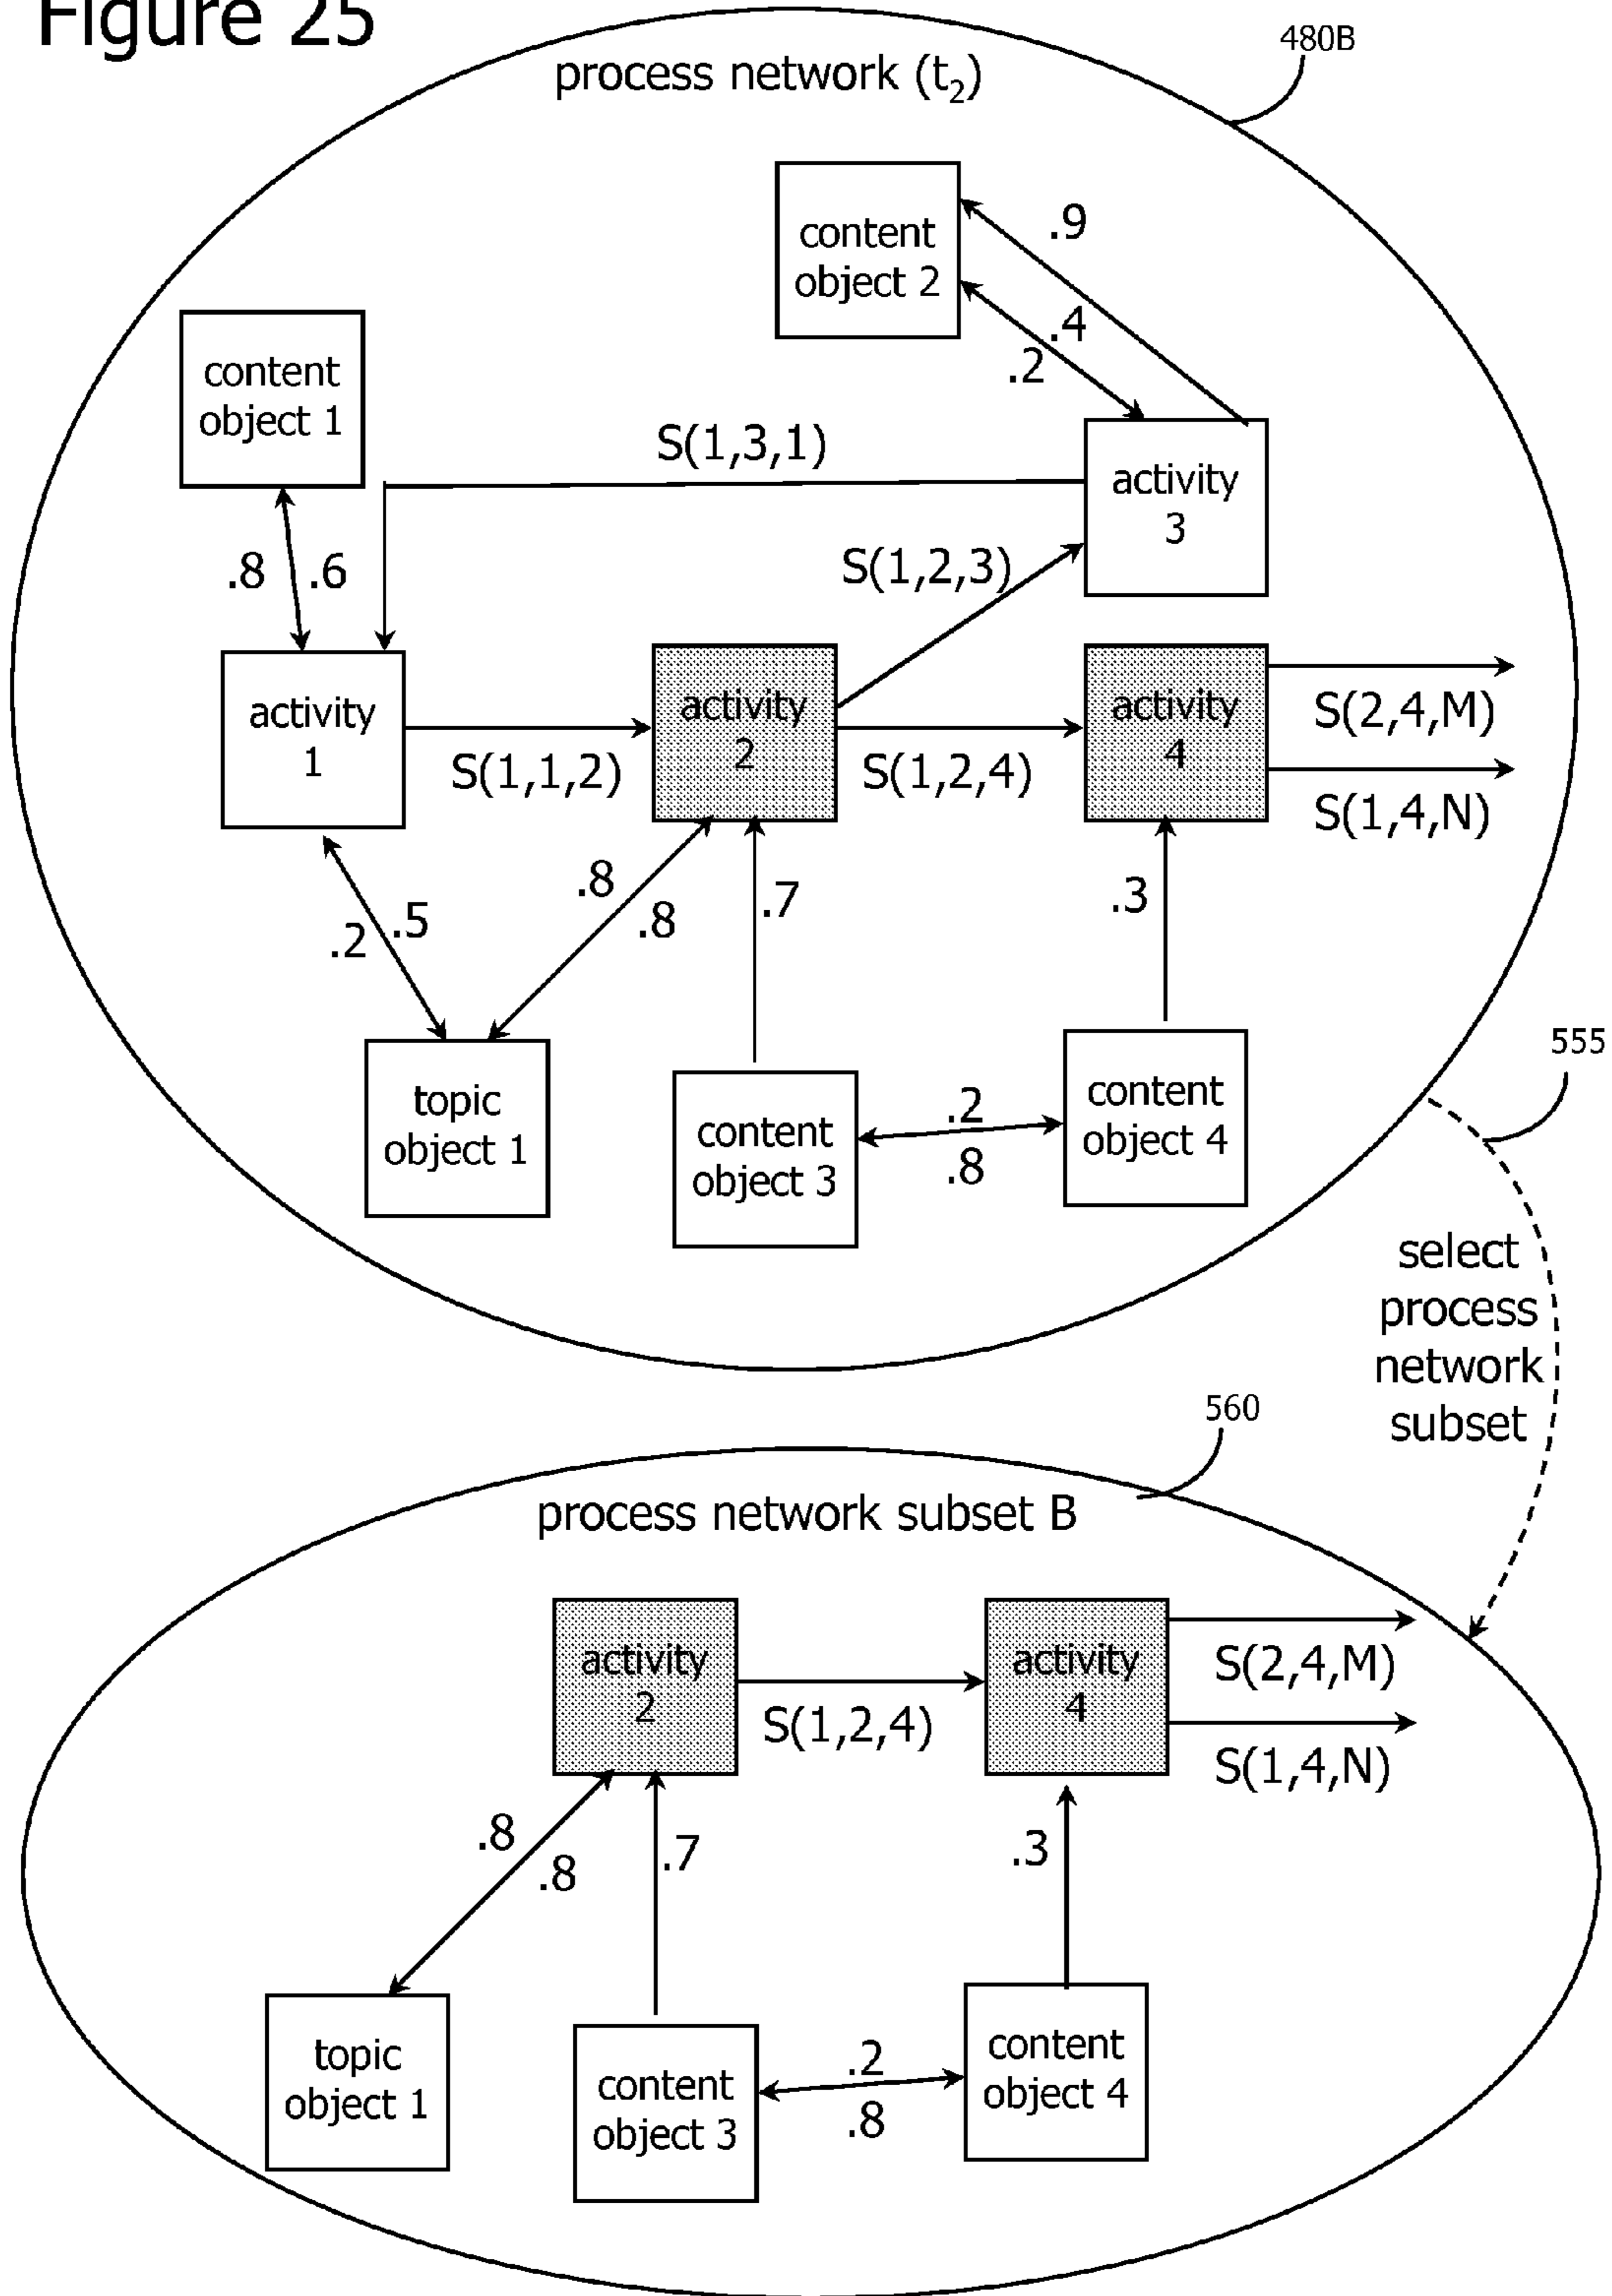 Figure 25
480B
process network (t2)
content
object 2
.9
.4
.2
content
object 1
S(1,3,1)
activity
3
.8
.6
S(1,2,3)
activity
1
activity
2
activity
4
S(2,4,M)
S(1,1,2)
S(1,2,4)
S(1,4,N)
.8
.8
.7
.3
.5
.2
555
topic
object 1
content
object 3
.2
.8
content
object 4
select
process
network
subset
560
process network subset B
activity
2
activity
4
S(2,4,M)
S(1,2,4)
S(1,4,N)
.8
.8
.7
.3
topic
object 1
content
object 3
.2
.8
content
object 4